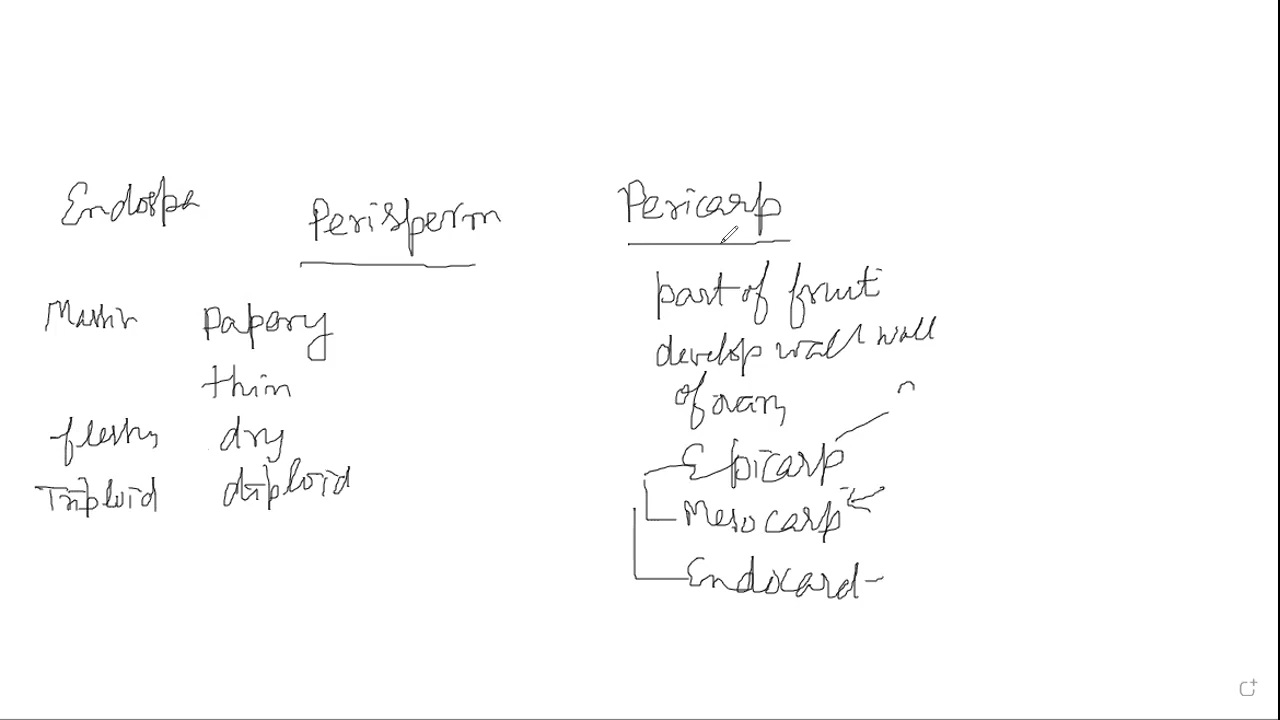 Endospe
Perisperm
Papery
thin
fleshy dry
Triploid diploid
Pericarp
part of fruit
develop wall wall
of ovary
Epicarp
Mesocarp
Endocard